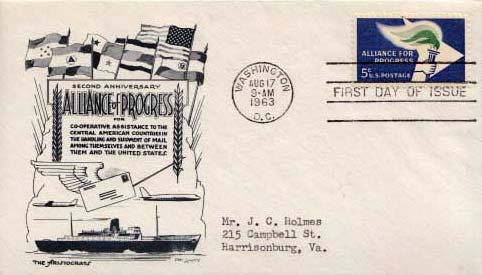 SECOND ANNIVERSARY
ALLIANCE OF PROGRESS
FOR
CO-OPERATIVE ASSISTANCE TO THE
CENTRAL AMERICAN COUNTRIES IN
THE HANDLING AND SHIPMENT OF MAIL
AMONG THEMSELVES AND BETWEEN
THEM AND THE UNITED STATES.
THE ARISTOCRATS
WASHINGTON
AUG 17
9-AM
1963
D.C.
ALLIANCE FOR
PROGRESS
5¢ U.S. POSTAGE
FIRST DAY OF ISSUE
Mr. J. C. Holmes
215 Campbell St.
Harrisonburg, Va.